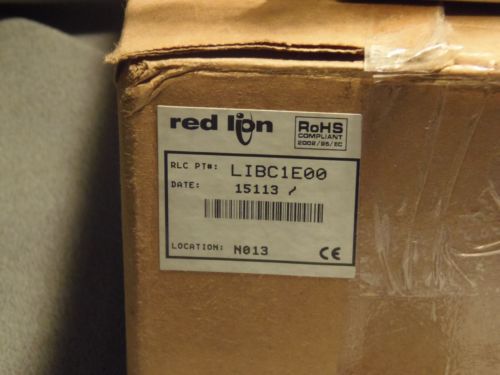 red lion
RoHS
COMPLIANT
2002/95/EC
RLC PT#: LIBC1E00
DATE: 15113 /
LOCATION: N013
CE